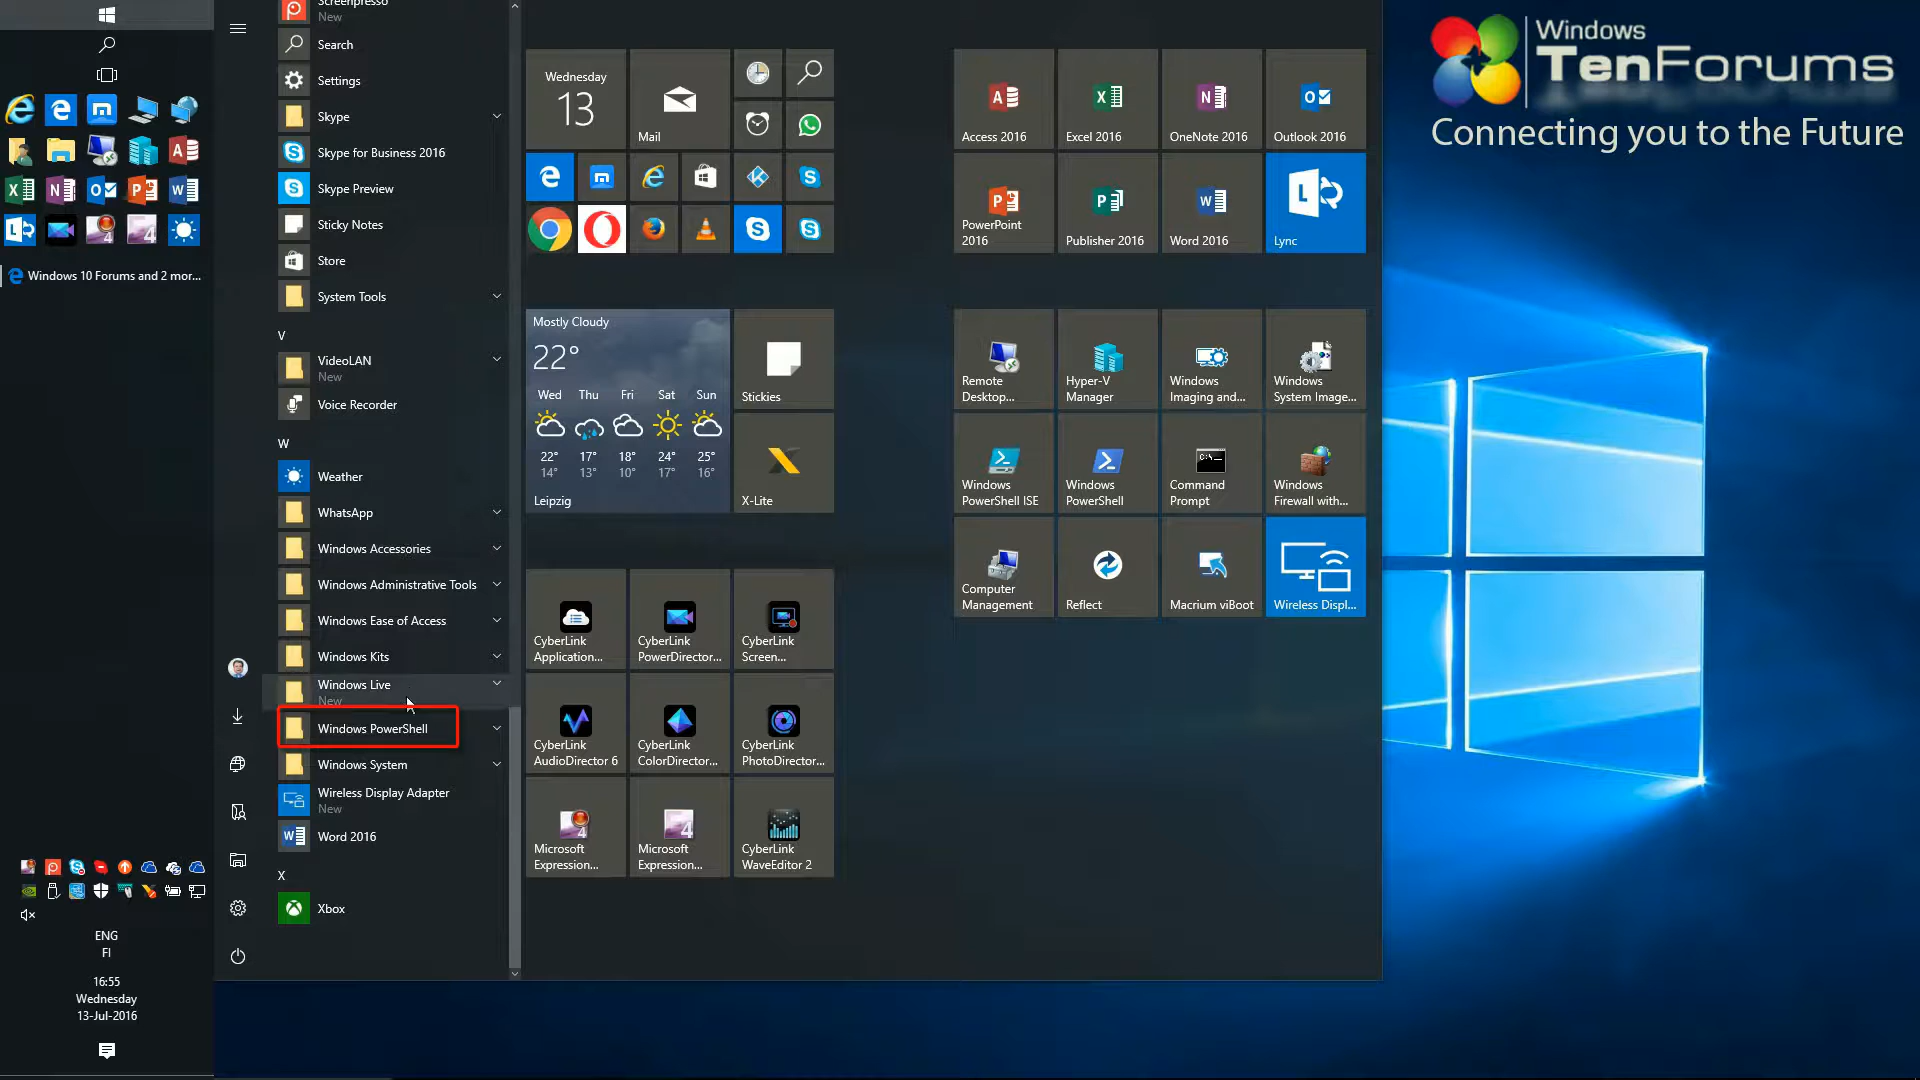 Windows 10 Forums and 2 mor...
ENG
FI
16:55
Wednesday
13-Jul-2016
Screenpresso
New
Search
Settings
Skype
Skype for Business 2016
Skype Preview
Sticky Notes
Store
System Tools
V
VideoLAN
New
Voice Recorder
W
Weather
WhatsApp
Windows Accessories
Windows Administrative Tools
Windows Ease of Access
Windows Kits
Windows Live
New
Windows PowerShell
Windows System
Wireless Display Adapter
New
Word 2016
X
Xbox
Wednesday
13
Mail
Mostly Cloudy
22°
Wed Thu Fri Sat Sun
22° 17° 18° 24° 25°
14° 13° 10° 17° 16°
Leipzig
Stickies
X-Lite
CyberLink
Application...
CyberLink
PowerDirector...
CyberLink
Screen...
CyberLink
AudioDirector 6
CyberLink
ColorDirector...
CyberLink
PhotoDirector...
Microsoft
Expression...
Microsoft
Expression...
CyberLink
WaveEditor 2
Access 2016
Excel 2016
OneNote 2016
Outlook 2016
PowerPoint
2016
Publisher 2016
Word 2016
Lync
Remote
Desktop...
Hyper-V
Manager
Windows
Imaging and...
Windows
System Image...
Windows
PowerShell ISE
Windows
PowerShell
Command
Prompt
Windows
Firewall with...
Computer
Management
Reflect
Macrium viBoot
Wireless Displ...
Windows
TenForums
Connecting you to the Future